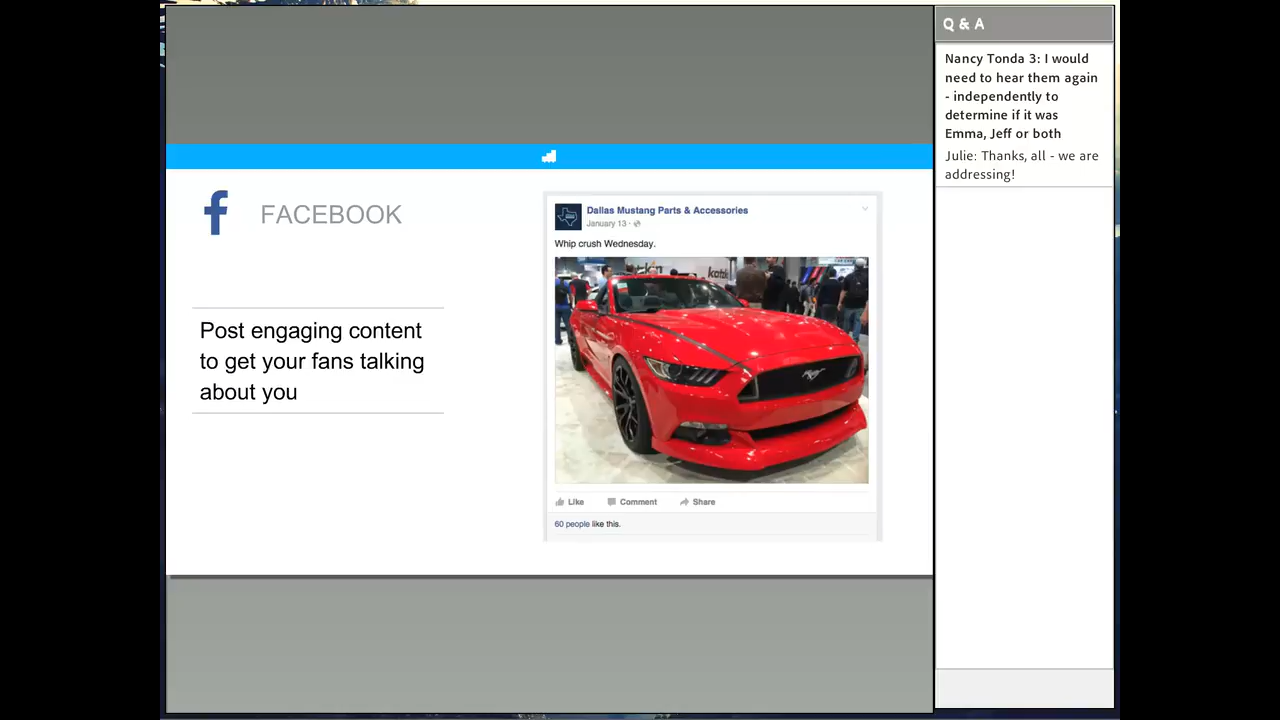 FACEBOOK
Post engaging content
to get your fans talking
about you
Dallas Mustang Parts & Accessories
January 13 ·
Whip crush Wednesday.
Like Comment Share
60 people like this.
Q & A
Nancy Tonda 3: I would
need to hear them again
- independently to
determine if it was
Emma, Jeff or both
Julie: Thanks, all - we are
addressing!